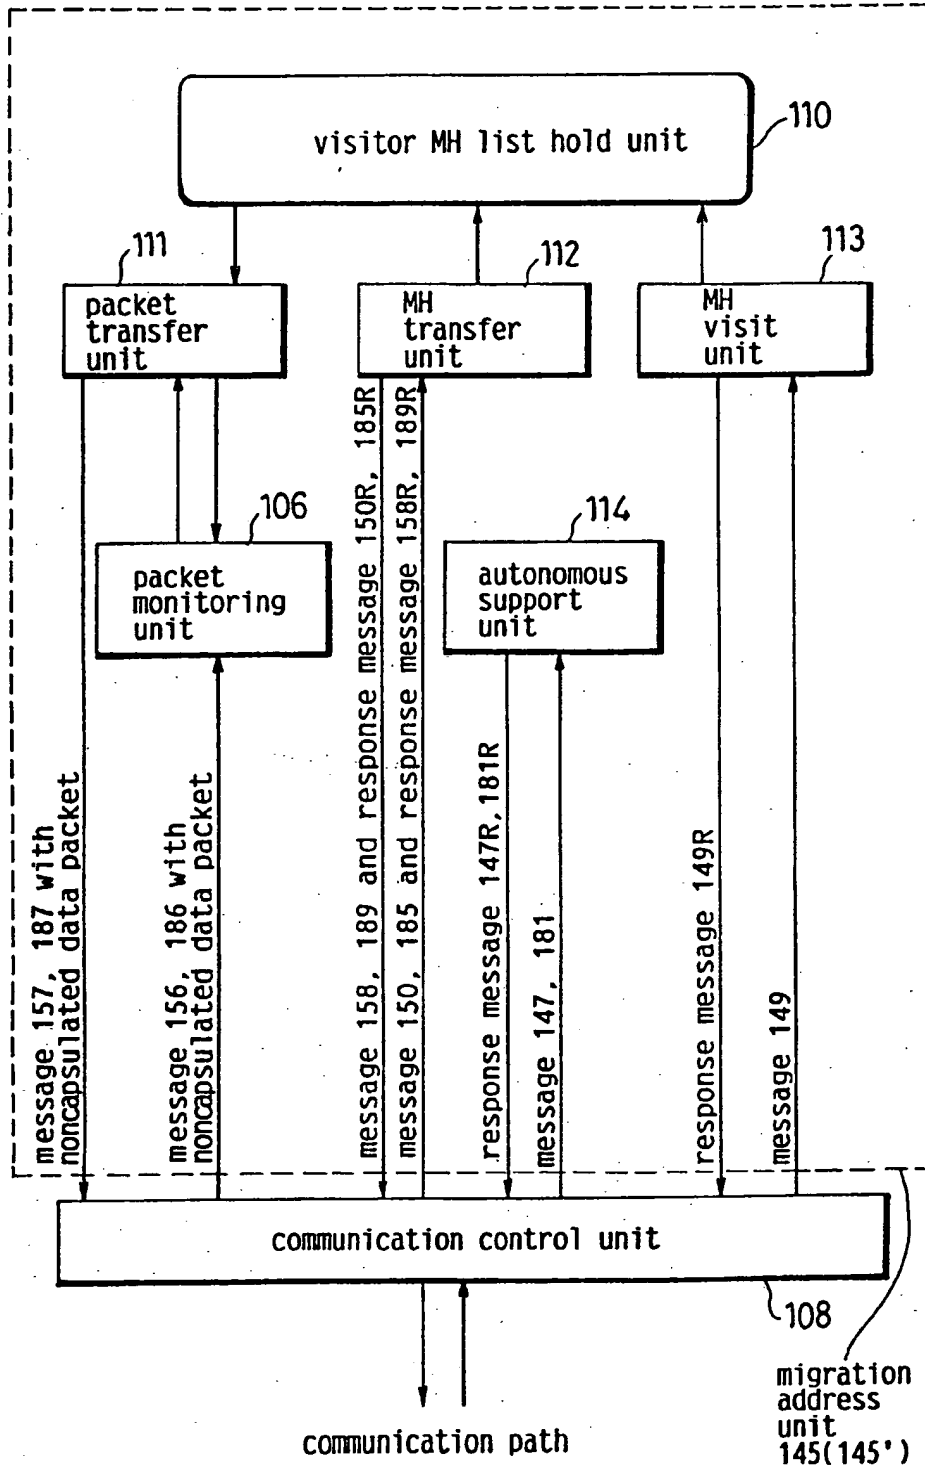 visitor MH list hold unit
110
111
packet
transfer
unit
112
MH
transfer
unit
113
MH
visit
unit
106
packet
monitoring
unit
114
autonomous
support
unit
message 157, 187 with
noncapsulated data packet
message 156, 186 with
noncapsulated data packet
message 158, 189 and response message 150R, 185R
message 150, 185 and response message 158R, 189R
response message 147R,181R
message 147, 181
response message 149R
message 149
communication control unit
108
communication path
migration
address
unit
145(145')